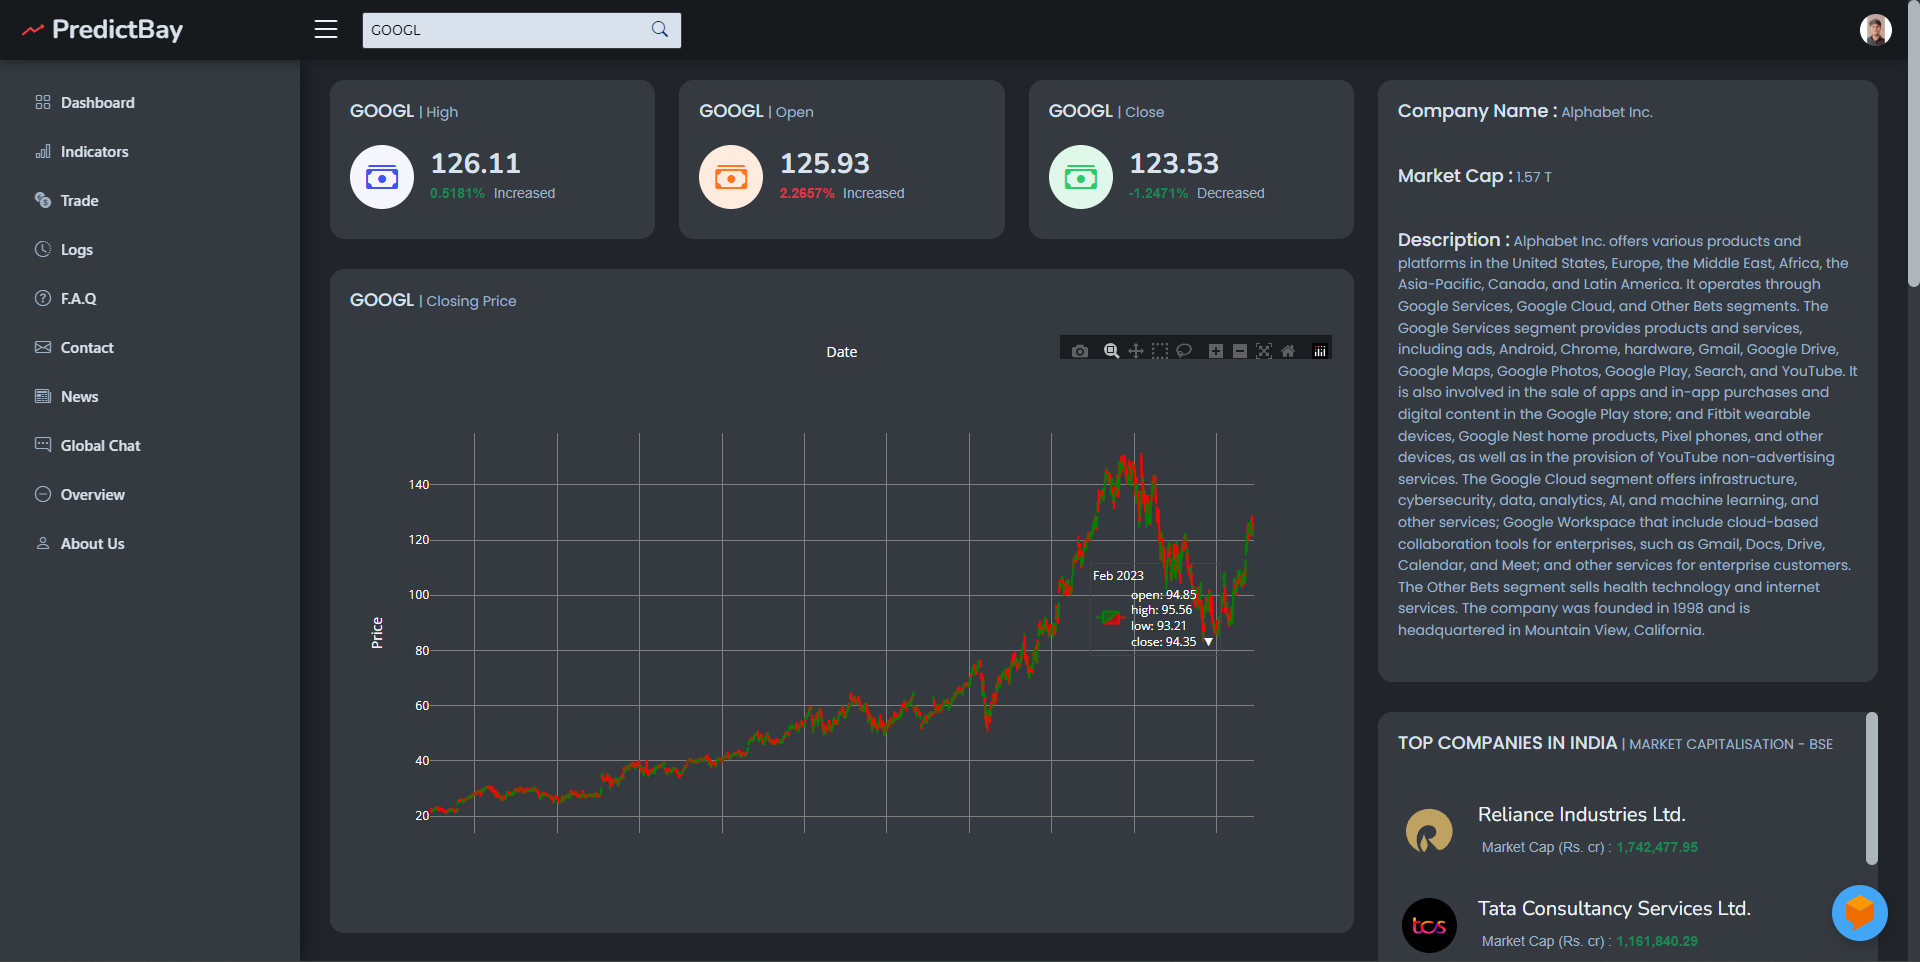 PredictBay
GOOGL
Dashboard
Indicators
Trade
Logs
F.A.Q
Contact
News
Global Chat
Overview
About Us
GOOGL | High
126.11
0.5181% Increased
GOOGL | Open
125.93
2.2657% Increased
GOOGL | Close
123.53
-1.2471% Decreased
GOOGL | Closing Price
Date
Price
140
120
100
80
60
40
20
Feb 2023
open: 94.85
high: 95.56
low: 93.21
close: 94.35 ▼
Company Name : Alphabet Inc.
Market Cap : 1.57 T
Description : Alphabet Inc. offers various products and
platforms in the United States, Europe, the Middle East, Africa, the
Asia-Pacific, Canada, and Latin America. It operates through
Google Services, Google Cloud, and Other Bets segments. The
Google Services segment provides products and services,
including ads, Android, Chrome, hardware, Gmail, Google Drive,
Google Maps, Google Photos, Google Play, Search, and YouTube. It
is also involved in the sale of apps and in-app purchases and
digital content in the Google Play store; and Fitbit wearable
devices, Google Nest home products, Pixel phones, and other
devices, as well as in the provision of YouTube non-advertising
services. The Google Cloud segment offers infrastructure,
cybersecurity, data, analytics, AI, and machine learning, and
other services; Google Workspace that include cloud-based
collaboration tools for enterprises, such as Gmail, Docs, Drive,
Calendar, and Meet; and other services for enterprise customers.
The Other Bets segment sells health technology and internet
services. The company was founded in 1998 and is
headquartered in Mountain View, California.
TOP COMPANIES IN INDIA | MARKET CAPITALISATION - BSE
Reliance Industries Ltd.
Market Cap (Rs. cr) : 1,742,477.95
tcs
Tata Consultancy Services Ltd.
Market Cap (Rs. cr) : 1,161,840.29